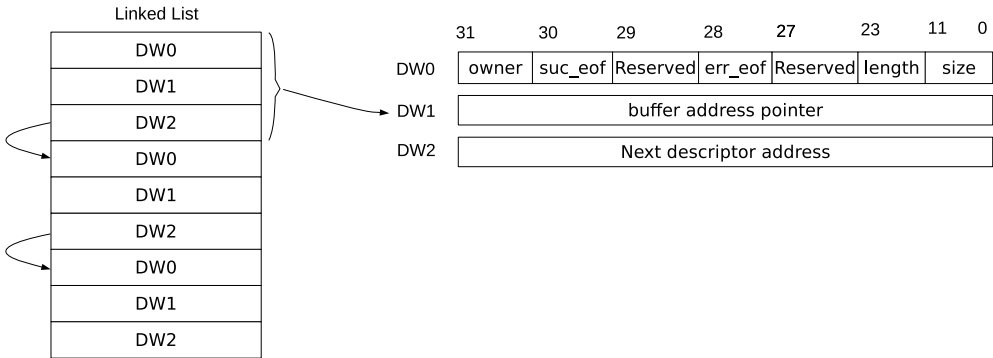 Linked List
DW0
DW1
DW2
DW0
DW1
DW2
DW0
DW1
DW2
31 30 29 28 27 23 11 0
DW0 owner suc_eof Reserved err_eof Reserved length size
DW1 buffer address pointer
DW2 Next descriptor address